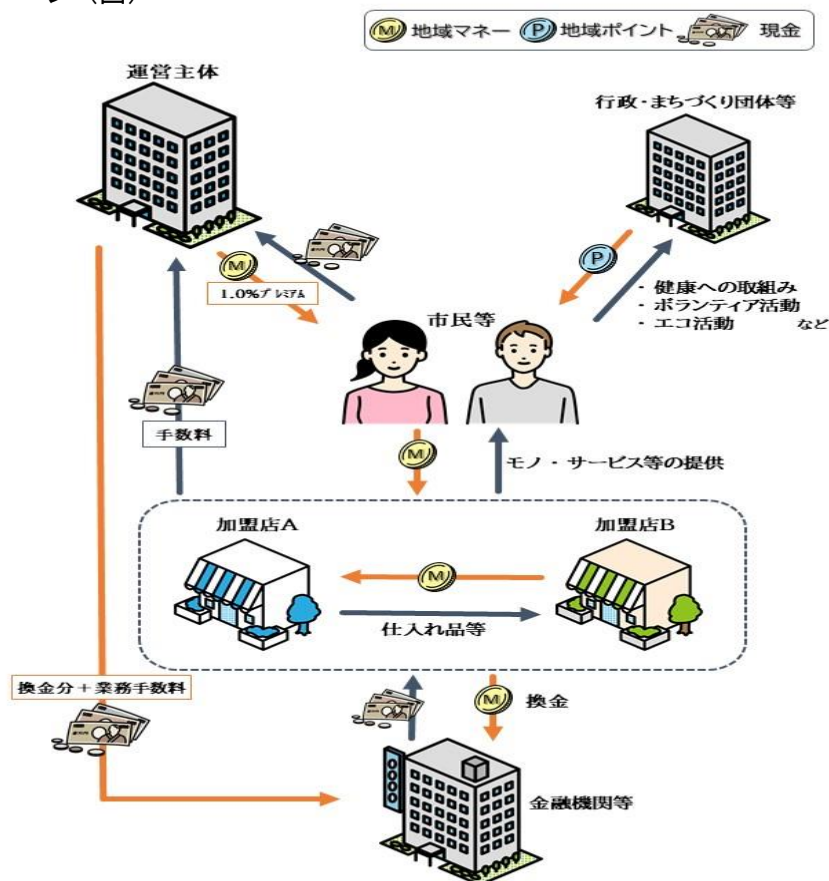 地域マネー 地域ポイント 現金
M P
運営主体
行政・まちづくり団体等
P
M
1.0%プレミアム
・ 健康への取組み
・ ボランティア活動
・ エコ活動 など
市民等
手数料
M
モノ・サービス等の提供
加盟店A
加盟店B
M
仕入れ品等
換金分＋業務手数料
M
換金
金融機関等